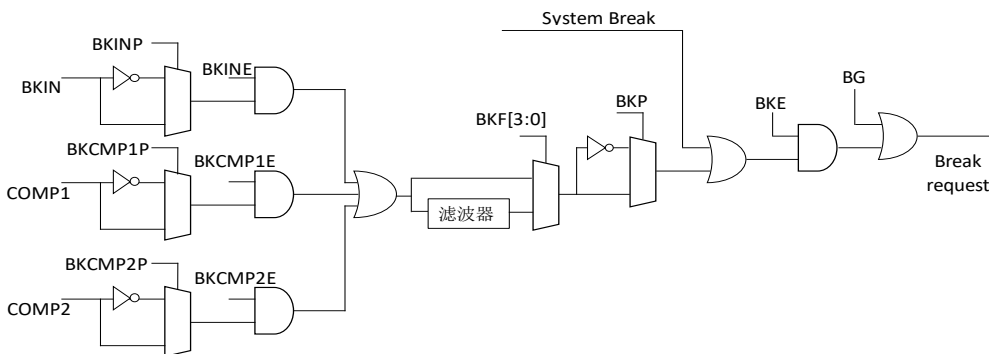 System Break
BKINP
BKIN
BKINE
BG
BKP
BKE
BKF[3:0]
BKCMP1P
BKCMP1E
COMP1
Break
request
滤波器
BKCMP2P
BKCMP2E
COMP2